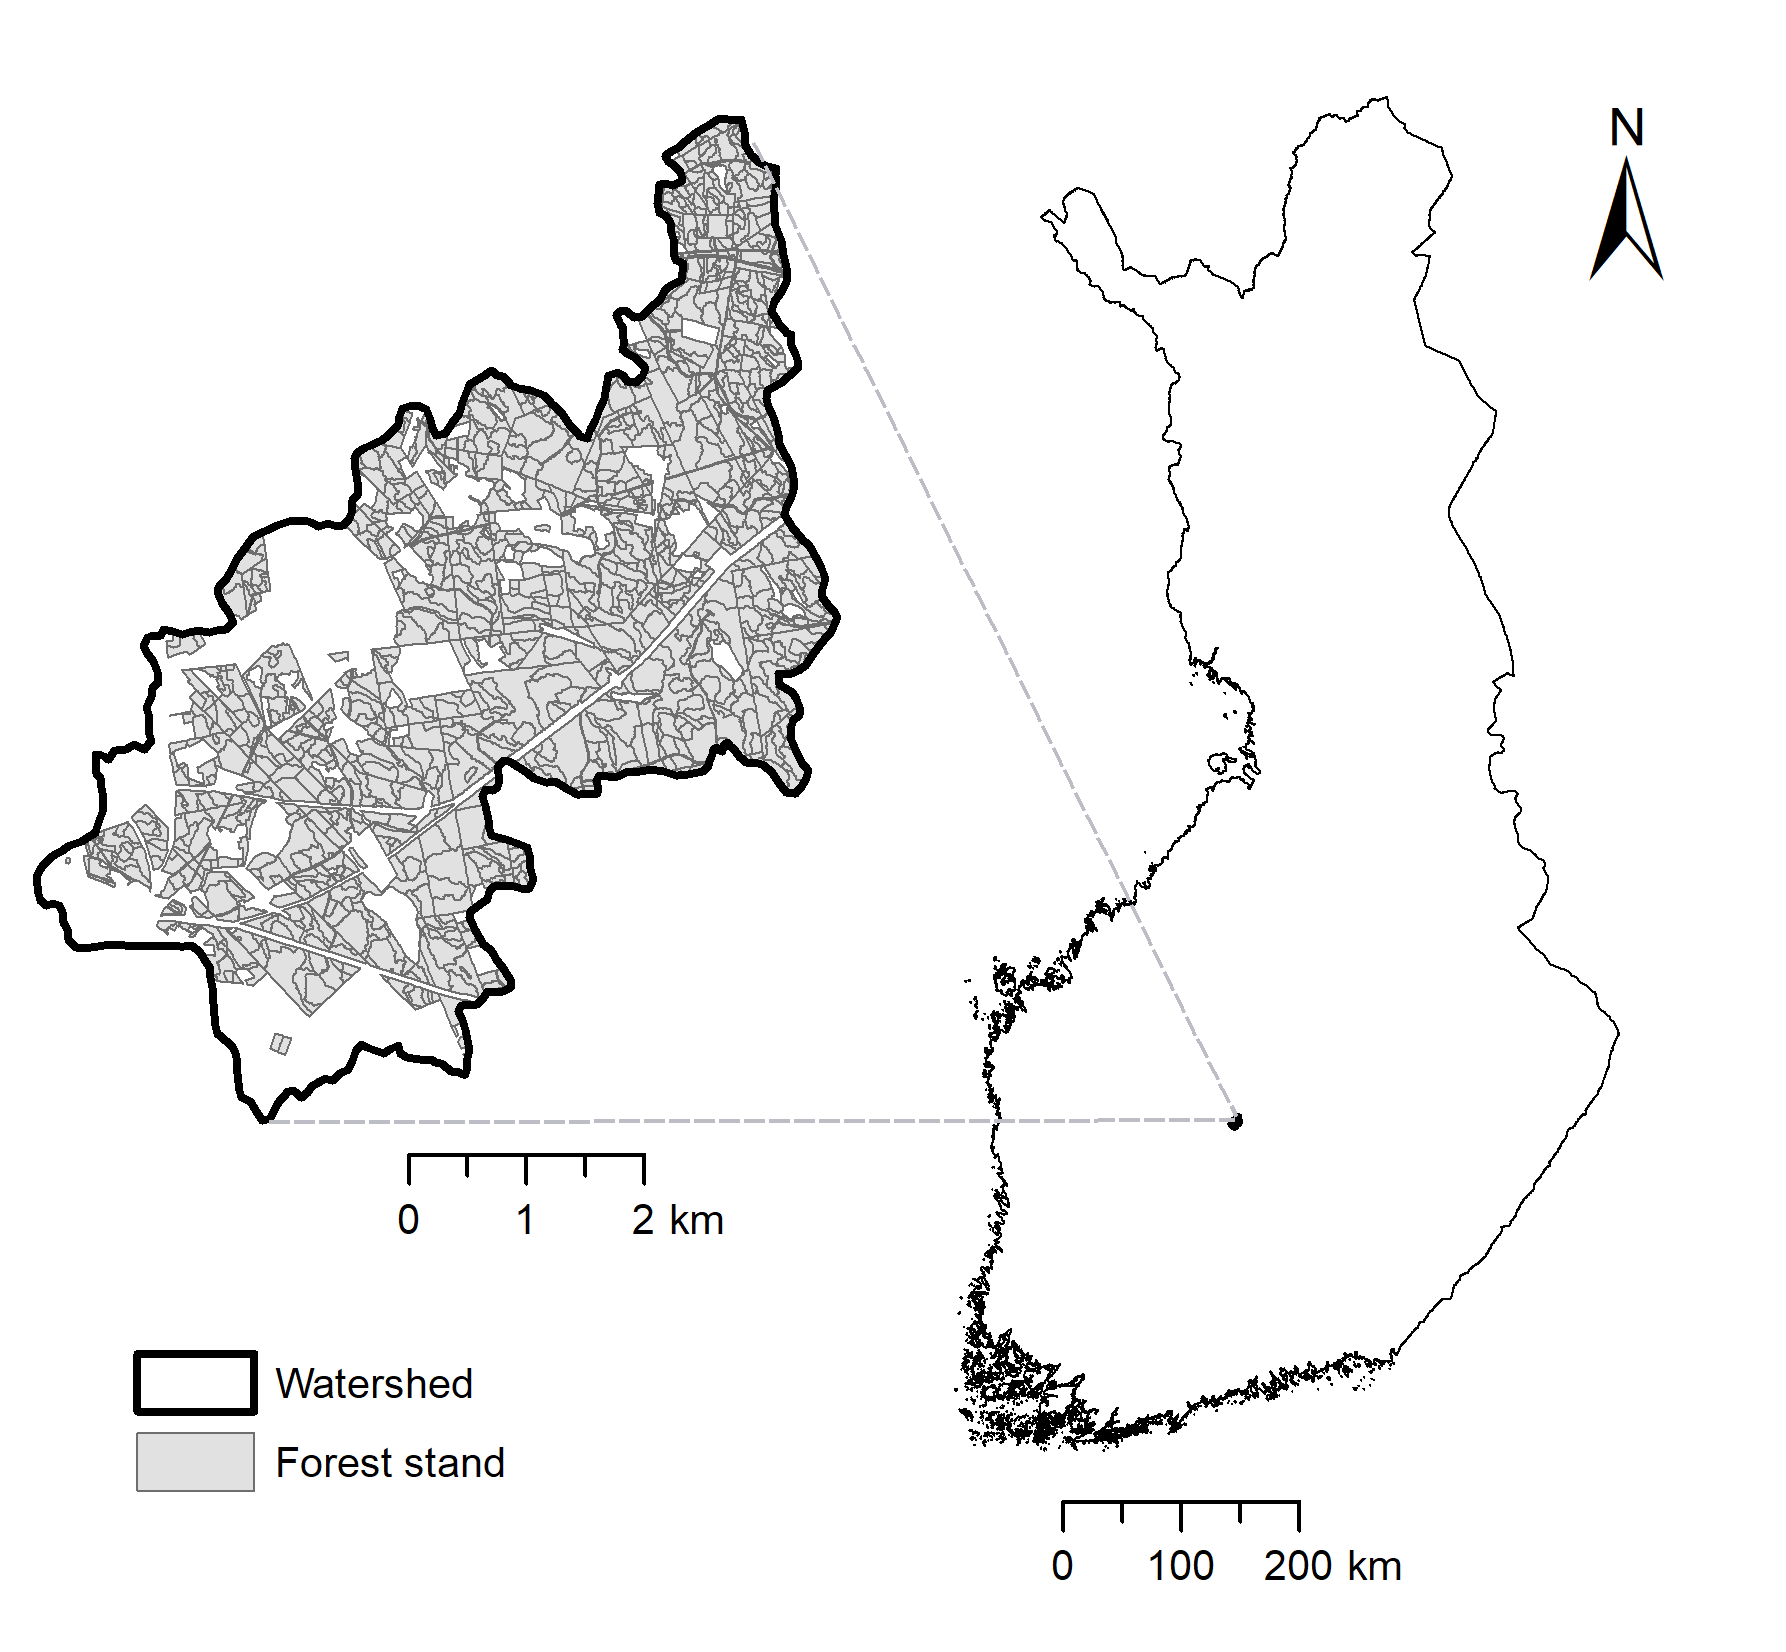 N
0 1 2 km
Watershed
Forest stand
0 100 200 km